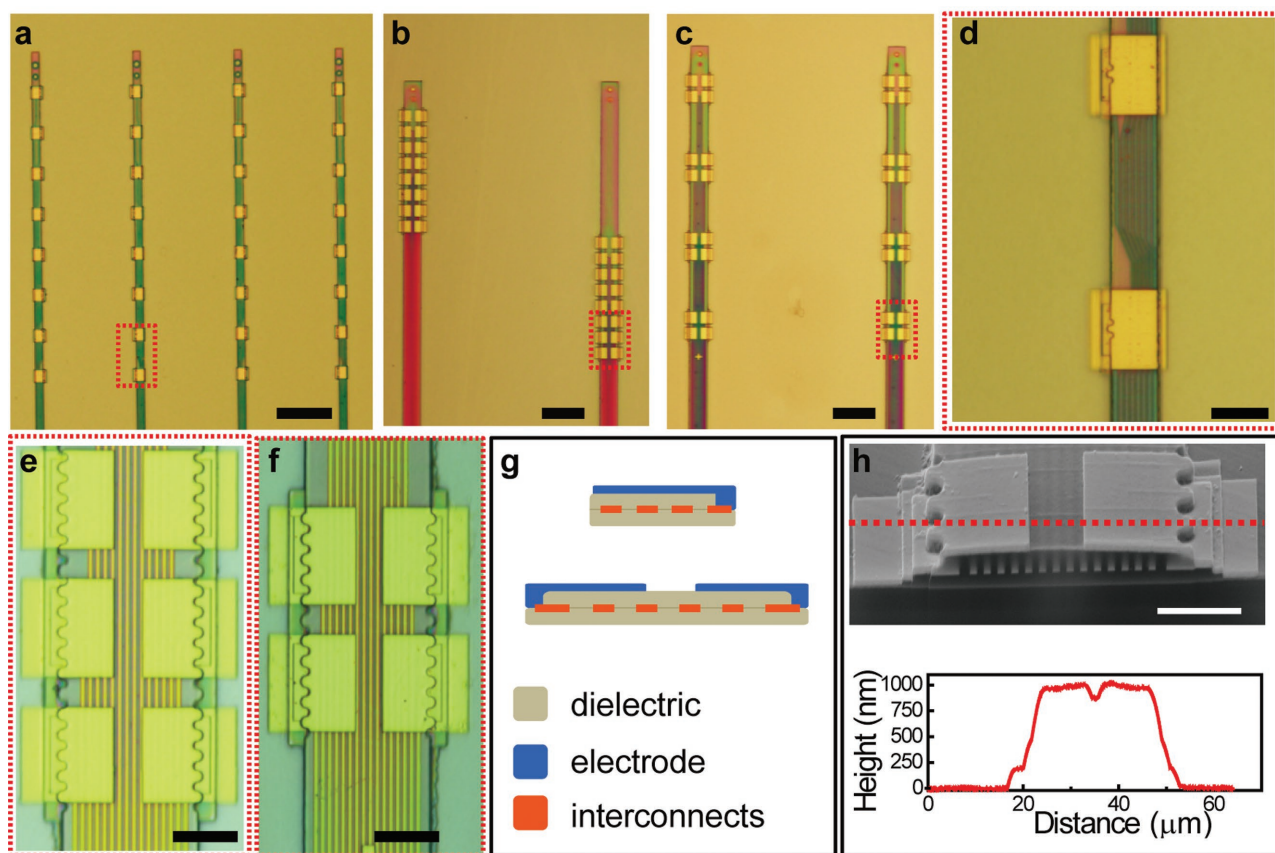 a
b
c
d
e
f
g
dielectric
electrode
interconnects
h
Height (nm)
1000
750
500
250
0
0 20 40 60
Distance (μm)